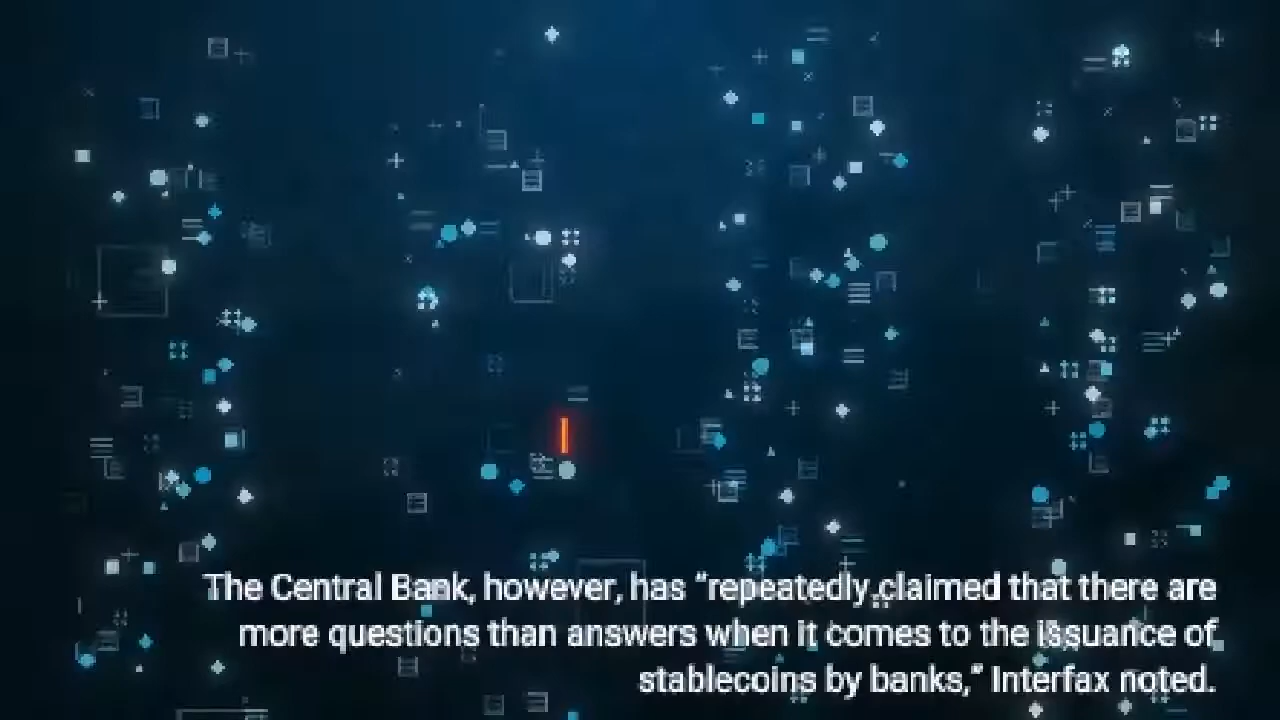 The Central Bank, however, has “repeatedly claimed that there are
more questions than answers when it comes to the issuance of
stablecoins by banks,” Interfax noted.